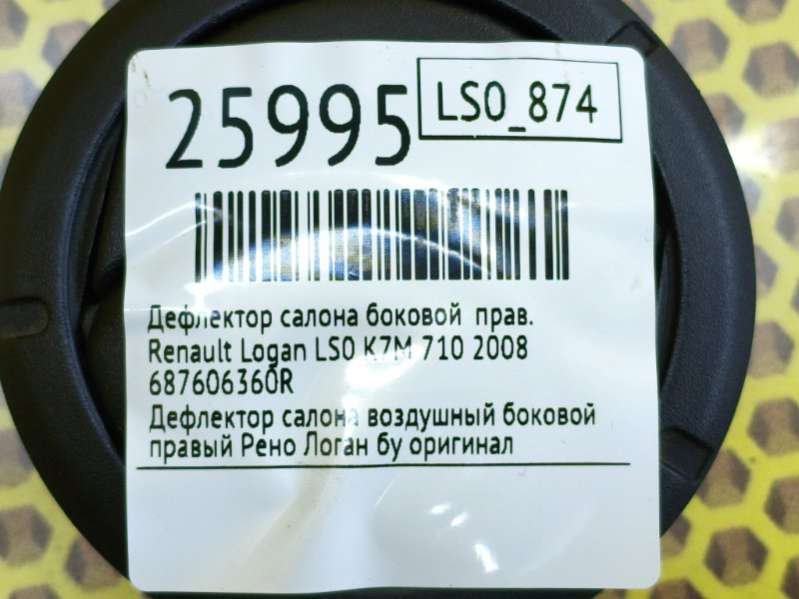 25995
LS0_874
Дефлектор салона боковой прав.
Renault Logan LS0 K7M 710 2008
687606360R
Дефлектор салона воздушный боковой
правый Рено Логан бу оригинал